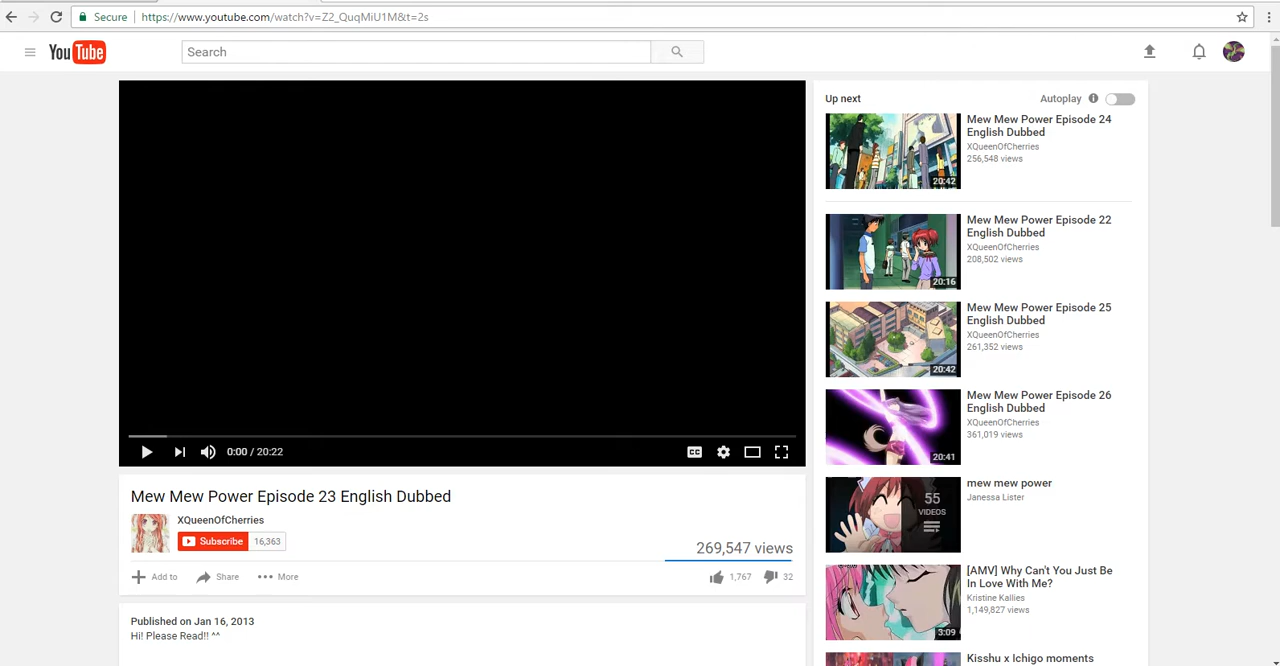 Secure https://www.youtube.com/watch?v=Z2_QuqMiU1M&t=2s
YouTube
Search
0:00 / 20:22
CC
Mew Mew Power Episode 23 English Dubbed
XQueenOfCherries
Subscribe 16,363
269,547 views
Add to Share More
1,767 32
Published on Jan 16, 2013
Hi! Please Read!! ^^
Up next Autoplay
Mew Mew Power Episode 24
English Dubbed
XQueenOfCherries
256,548 views
20:42
Mew Mew Power Episode 22
English Dubbed
XQueenOfCherries
208,502 views
20:16
Mew Mew Power Episode 25
English Dubbed
XQueenOfCherries
261,352 views
20:42
Mew Mew Power Episode 26
English Dubbed
XQueenOfCherries
361,019 views
20:41
mew mew power
Janessa Lister
55
VIDEOS
[AMV] Why Can't You Just Be
In Love With Me?
Kristine Kallies
1,149,827 views
3:09
Kisshu x Ichigo moments